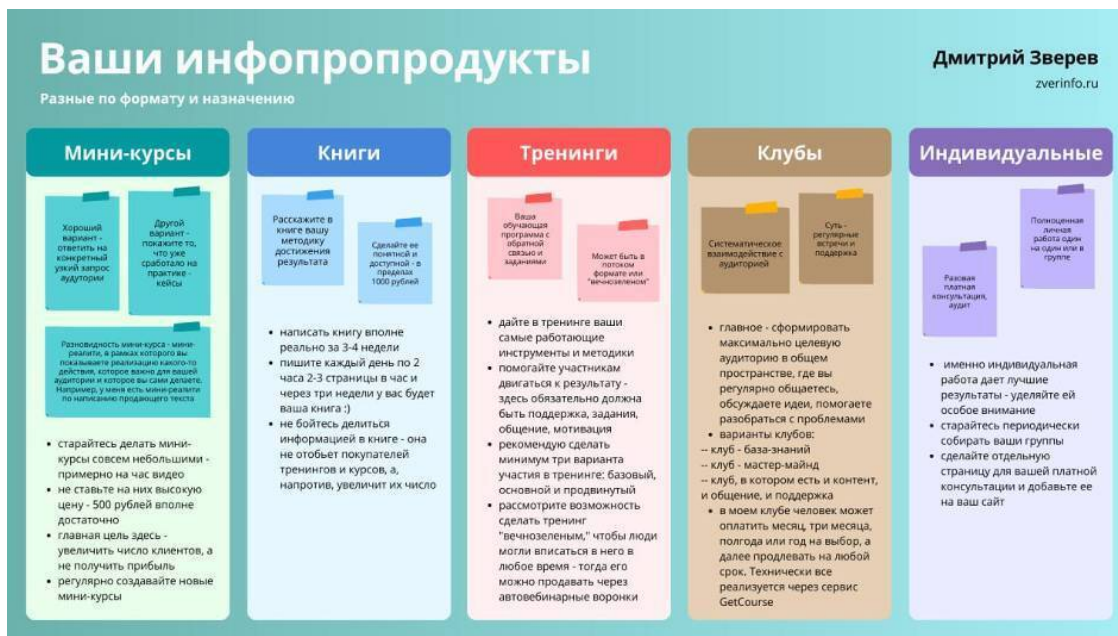 Ваши инфопропродукты
Разные по формату и назначению
Дмитрий Зверев
zverinfo.ru
Мини-курсы
Хороший
вариант -
ответить на
конкретный
узкий запрос
аудутории
Другой
вариант -
покажите то,
что уже
сработало на
практике -
кейсы
Разновидность мини-курса - мини-
реалити, в рамках которого вы
показываете реализацию какого-то
действия, которое важно для вашей
аудитории и которое вы сами делаете.
Например, у меня есть мини-реалити
по написанию продающего текста
• старайтесь делать мини-
курсы совсем небольшими -
примерно на час видео
• не ставьте на них высокую
цену - 500 рублей вполне
достаточно
• главная цель здесь -
увеличить число клиентов, а
не получить прибыль
• регулярно создавайте новые
мини-курсы
Книги
Расскажите в
книге вашу
методику
достижения
результата
Сделайте ее
понятной и
доступной - в
пределах
1000 рублей
• написать книгу вполне
реально за 3-4 недели
• пишите каждый день по 2
часа 2-3 страницы в час и
через три недели у вас будет
ваша книга :)
• не бойтесь делиться
информацией в книге - она
не отобьет покупателей
тренингов и курсов, а,
напротив, увеличит их число
Тренинги
Ваша
обучающая
программа с
обратной
связью и
заданиями
Может быть в
потоком
формате или
"вечнозеленом"
• дайте в тренинге ваши
самые работающие
инструменты и методики
• помогайте участникам
двигаться к результату -
здесь обязательно должна
быть поддержка, задания,
общение, мотивация
• рекомендую сделать
минимум три варианта
участия в тренинге: базовый,
основной и продвинутый
• рассмотрите возможность
сделать тренинг
"вечнозеленым," чтобы люди
могли вписаться в него в
любое время - тогда его
можно продавать через
автовебинарные воронки
Клубы
Систематическое
взаимодействие с
аудиторией
Суть -
регулярные
встречи и
поддержка
• главное - сформировать
максимально целевую
аудиторию в общем
пространстве, где вы
регулярно общаетесь,
обсуждаете идеи, помогаете
разобраться с проблемами
• варианты клубов:
-- клуб - база-знаний
-- клуб - мастер-майнд
-- клуб, в котором есть и контент,
и общение, и поддержка
• в моем клубе человек может
оплатить месяц, три месяца,
полгода или год на выбор, а
далее продлевать на любой
срок. Технически все
реализуется через сервис
GetCourse
Индивидуальные
Разовая
платная
консультация,
аудит
Полноценная
личная
работа один
на один или в
группе
• именно индивидуальная
работа дает лучшие
результаты - уделяйте ей
особое внимание
• старайтесь периодически
собирать ваши группы
• сделайте отдельную
страницу для вашей платной
консультации и добавьте ее
на ваш сайт